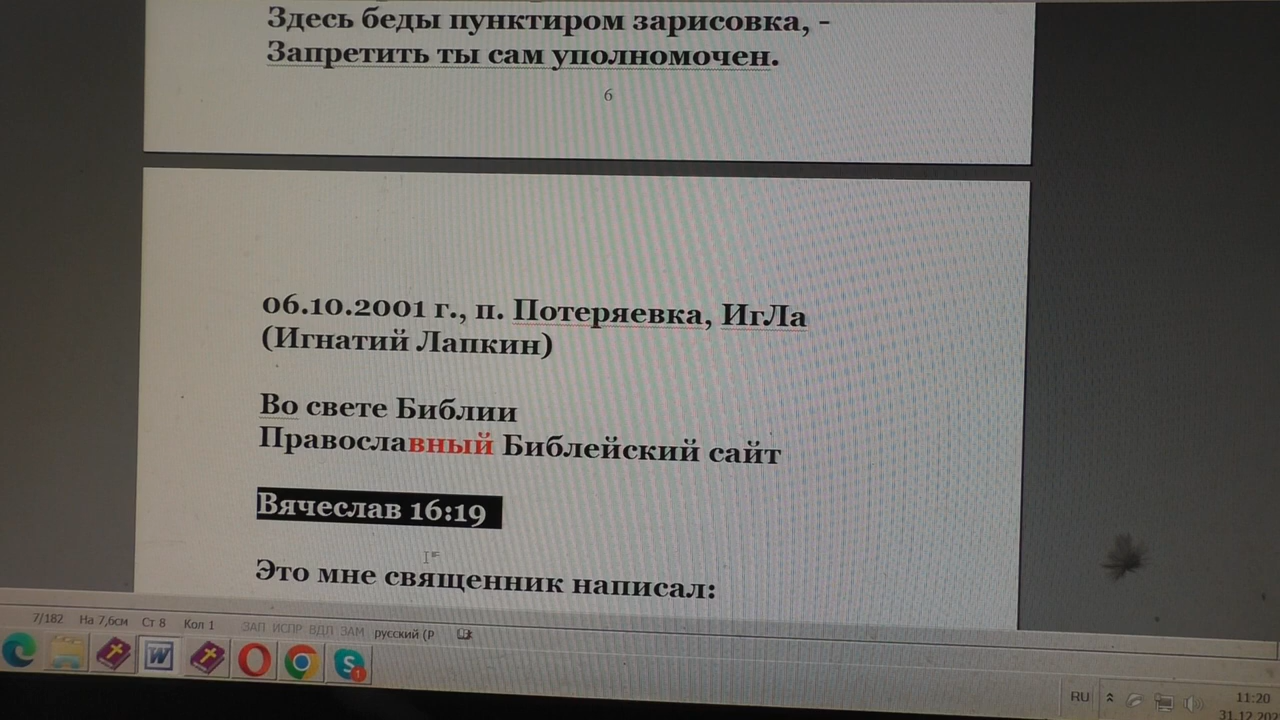 Здесь беды пунктиром зарисовка, -
Запретить ты сам уполномочен.
6
06.10.2001 г., п. Потеряевка, ИгЛа
(Игнатий Лапкин)
Во свете Библии
Православный Библейский сайт
Вячеслав 16:19
Это мне священник написал:
7/182 На 7,6см Ст 8 Кол 1 ЗАП ИСПР ВДЛ ЗАМ русский (Р
W
S
1
RU
11:20